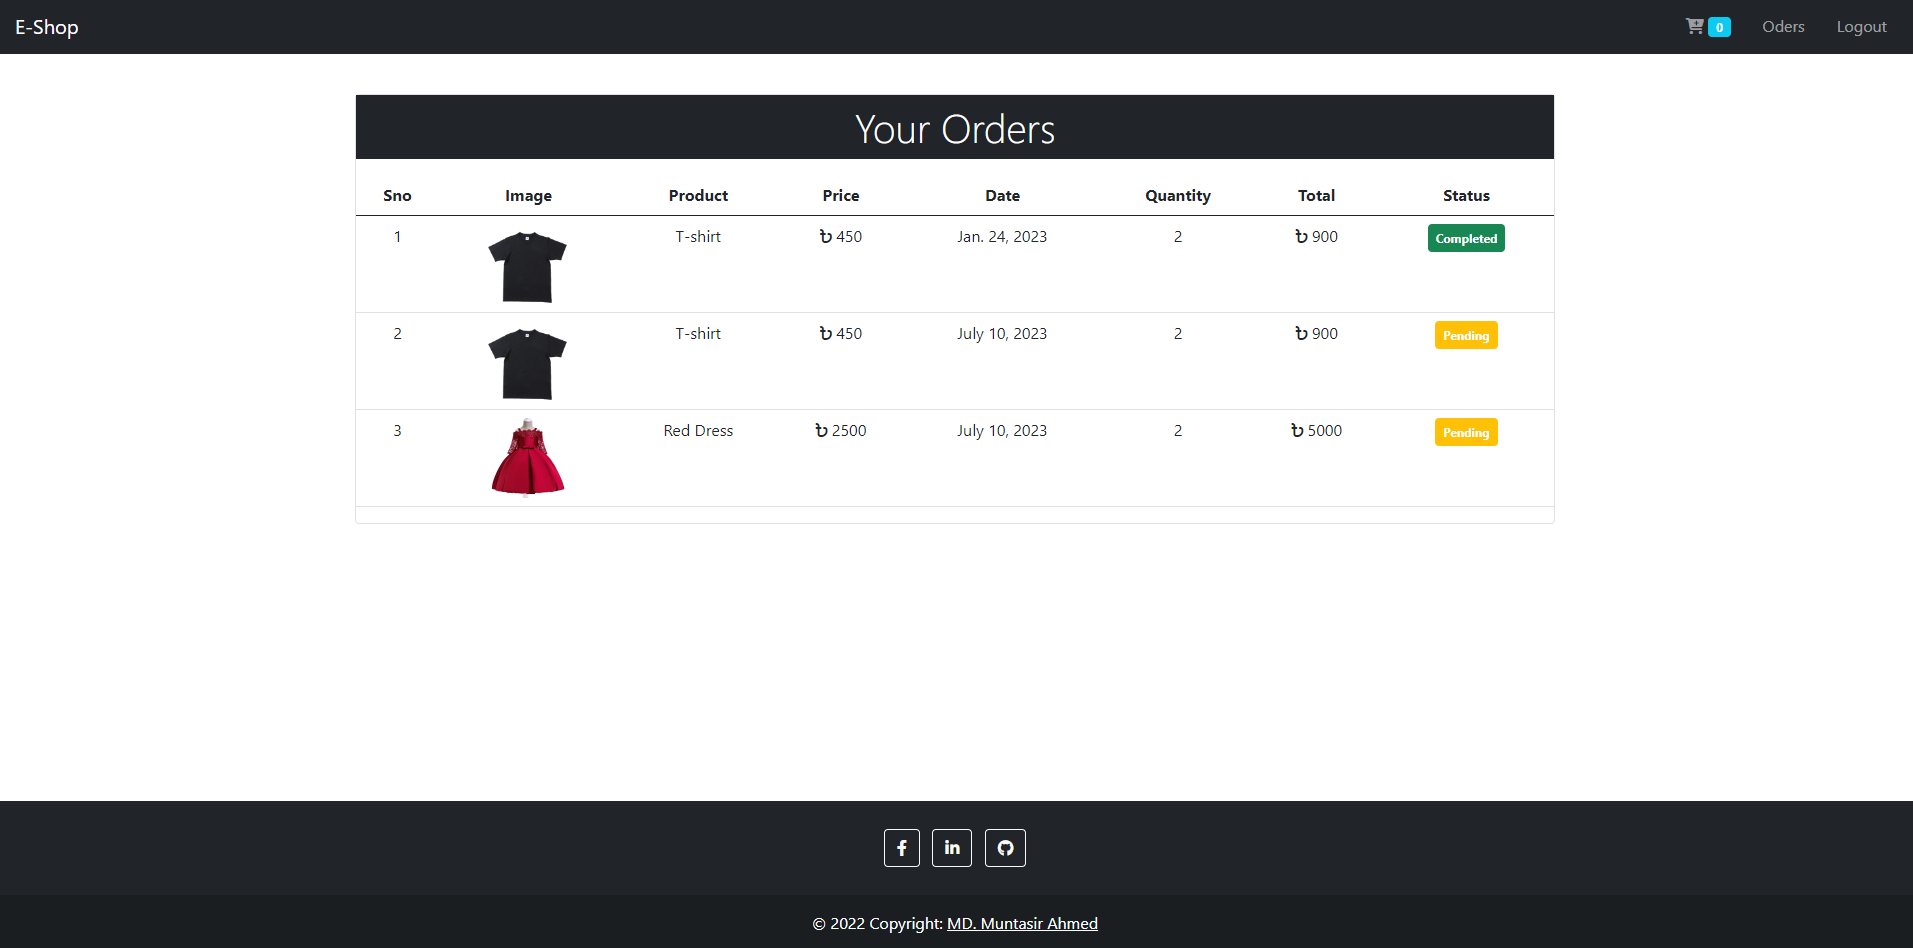 E-Shop 0 Oders Logout
Your Orders
Sno Image Product Price Date Quantity Total Status
1 T-shirt ৳ 450 Jan. 24, 2023 2 ৳ 900 Completed
2 T-shirt ৳ 450 July 10, 2023 2 ৳ 900 Pending
3 Red Dress ৳ 2500 July 10, 2023 2 ৳ 5000 Pending
© 2022 Copyright: MD. Muntasir Ahmed